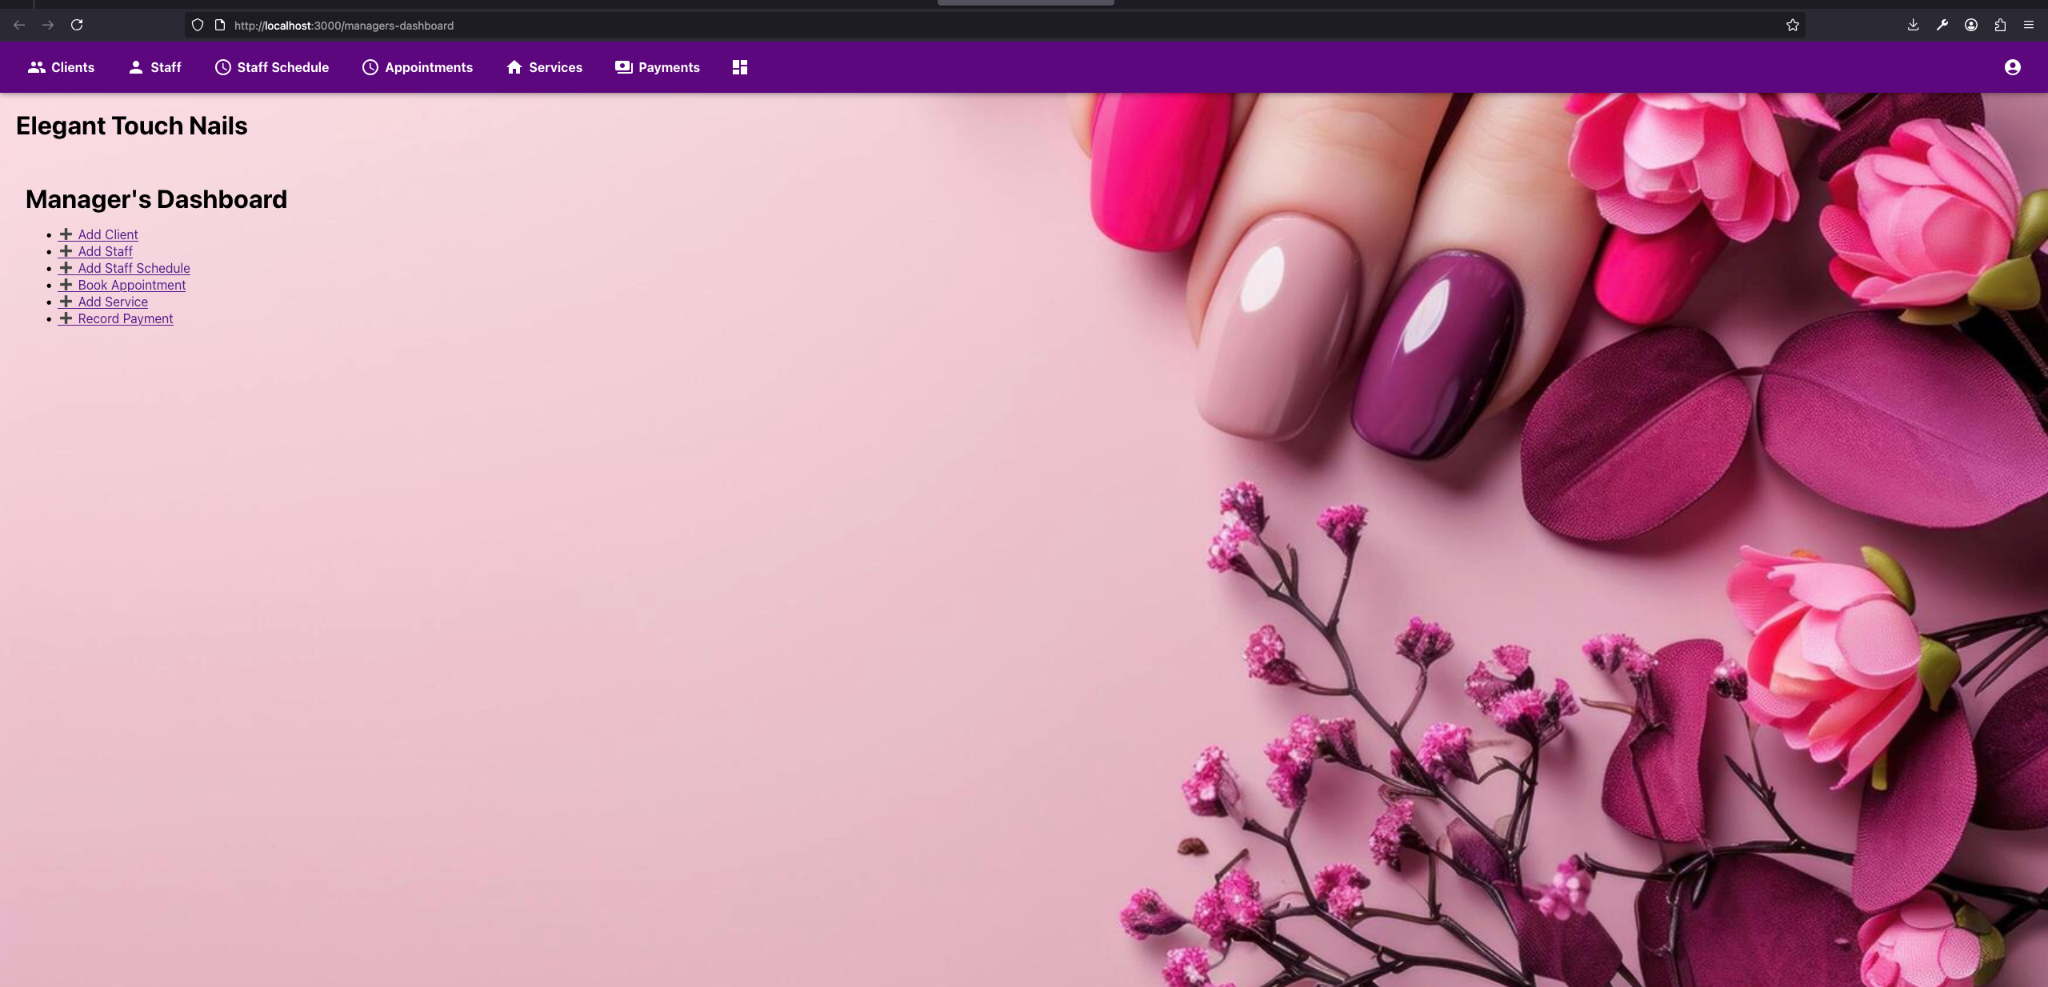 http://localhost:3000/managers-dashboard
Clients Staff Staff Schedule Appointments Services Payments
Elegant Touch Nails
Manager's Dashboard
Add Client
Add Staff
Add Staff Schedule
Book Appointment
Add Service
Record Payment